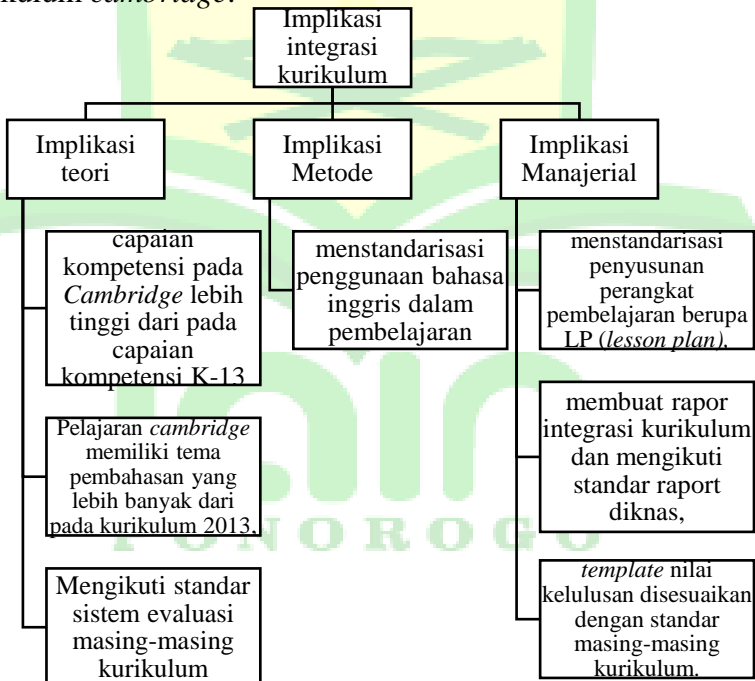 kulum cambridge.
Implikasi
integrasi
kurikulum
Implikasi
teori
capaian
kompetensi pada
Cambridge lebih
tinggi dari pada
capaian
kompetensi K-13
Pelajaran cambridge
memiliki tema
pembahasan yang
lebih banyak dari
pada kurikulum 2013,
Mengikuti standar
sistem evaluasi
masing-masing
kurikulum
Implikasi
Metode
menstandarisasi
penggunaan bahasa
inggris dalam
pembelajaran
Implikasi
Manajerial
menstandarisasi
penyusunan
perangkat
pembelajaran berupa
LP (lesson plan),
membuat rapor
integrasi kurikulum
dan mengikuti
standar raport
diknas,
template nilai
kelulusan disesuaikan
dengan standar
masing-masing
kurikulum.
PONOROGO